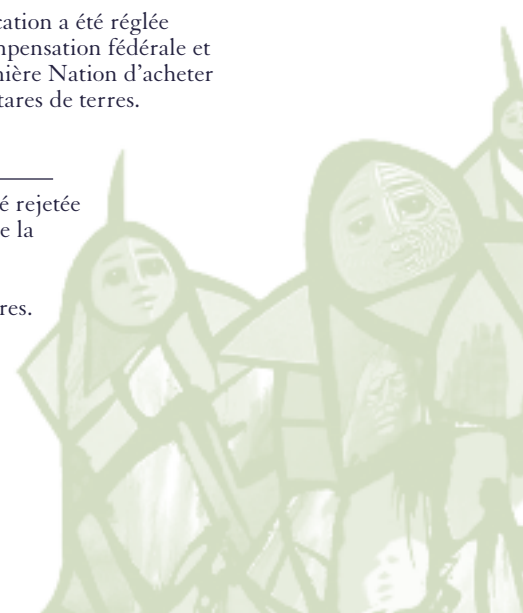 cation a été réglée
npensation fédérale et
nière Nation d'acheter
tares de terres.
é rejetée
e la
res.